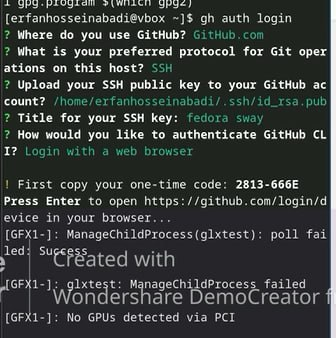 l gpg.program $(which gpg2)
[erfanhosseinabadi@vbox ~]$ gh auth login
? Where do you use GitHub? GitHub.com
? What is your preferred protocol for Git oper
ations on this host? SSH
? Upload your SSH public key to your GitHub ac
count? /home/erfanhosseinabadi/.ssh/id_rsa.pub
? Title for your SSH key: fedora sway
? How would you like to authenticate GitHub CL
I? Login with a web browser
! First copy your one-time code: 2813-666E
Press Enter to open https://github.com/login/d
evice in your browser...
[GFX1-]: ManageChildProcess(glxtest): poll fai
led: Success
Created with
[GFX1-]: glxtest: ManageChildProcess failed
Wondershare DemoCreator f
[GFX1-]: No GPUs detected via PCI